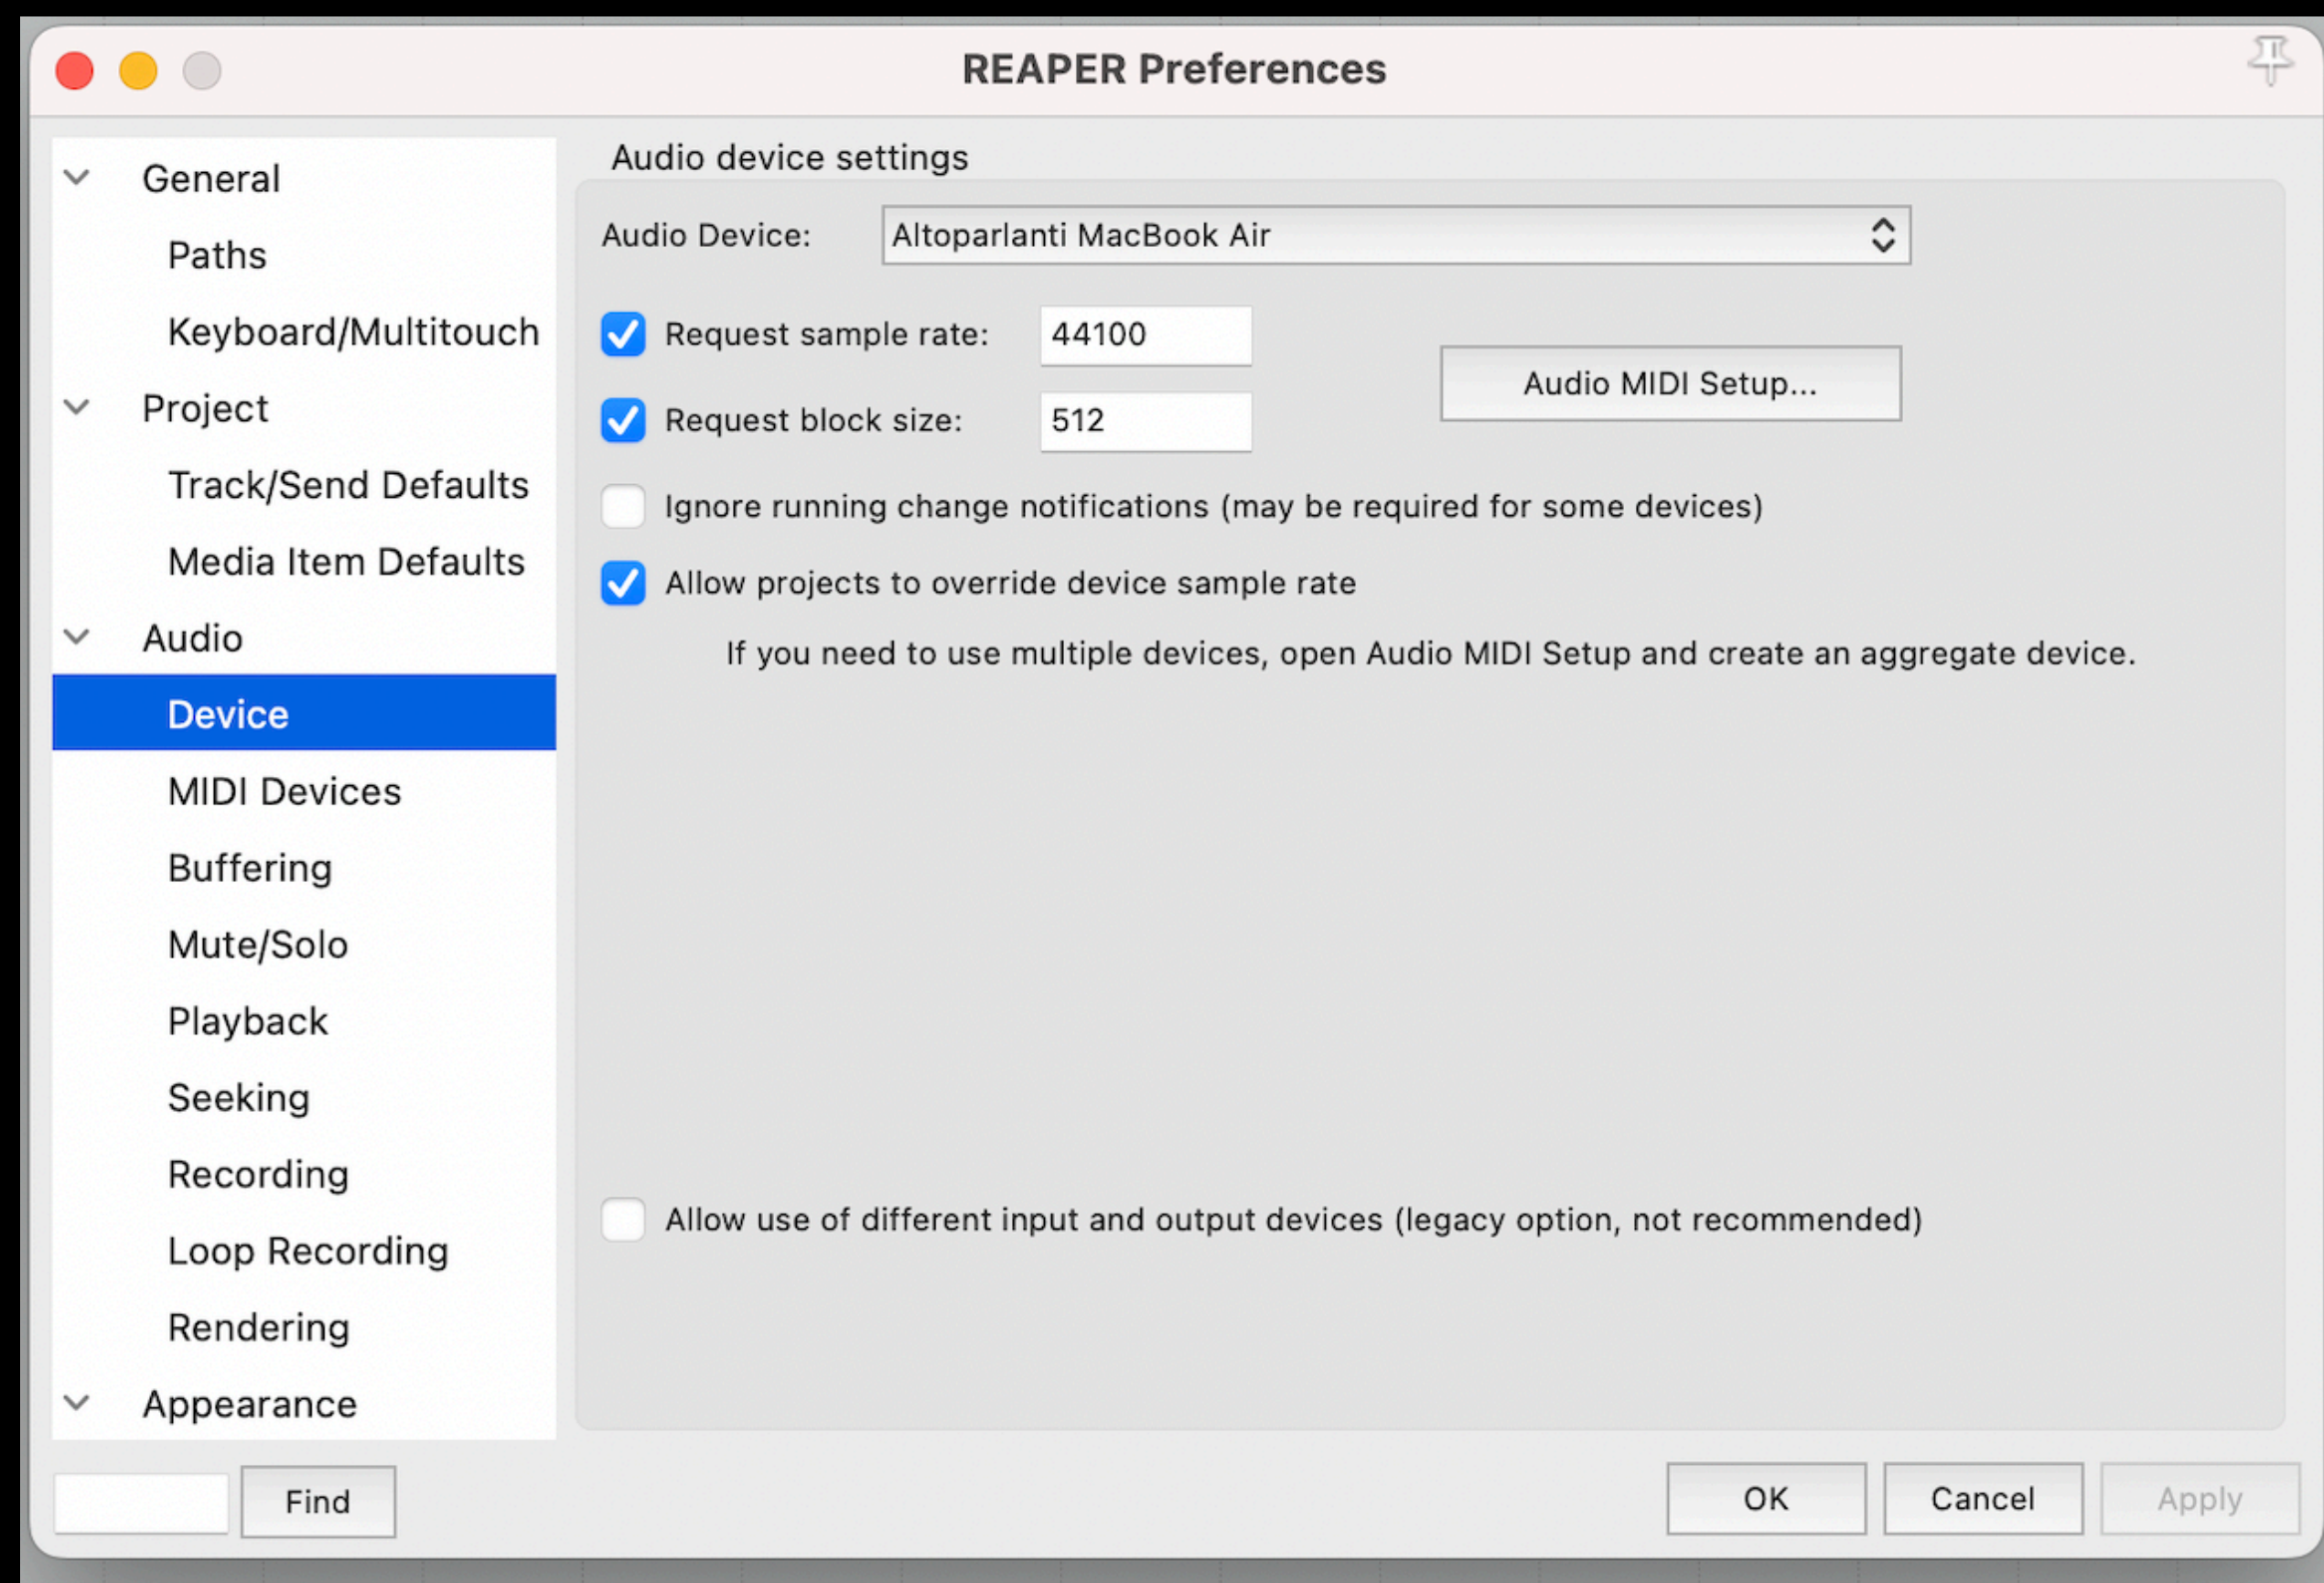 REAPER Preferences
General
Paths
Keyboard/Multitouch
Project
Track/Send Defaults
Media Item Defaults
Audio
Device
MIDI Devices
Buffering
Mute/Solo
Playback
Seeking
Recording
Loop Recording
Rendering
Appearance
Find
Audio device settings
Audio Device: Altoparlanti MacBook Air
Request sample rate: 44100
Audio MIDI Setup...
Request block size: 512
Ignore running change notifications (may be required for some devices)
Allow projects to override device sample rate
If you need to use multiple devices, open Audio MIDI Setup and create an aggregate device.
Allow use of different input and output devices (legacy option, not recommended)
OK Cancel Apply